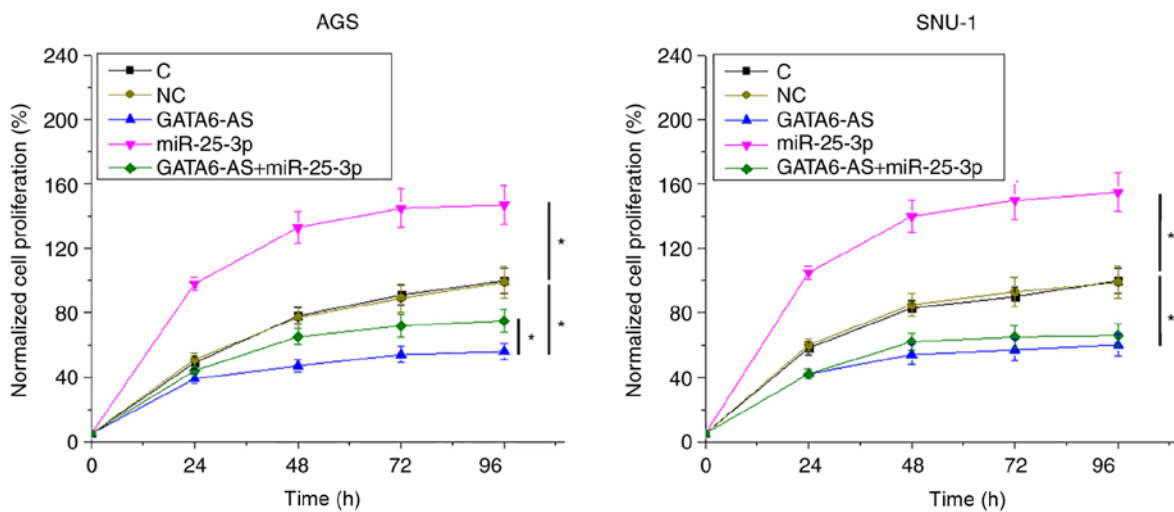 AGS
Normalized cell proliferation (%)
240
200
160
120
80
40
0
C
NC
GATA6-AS
miR-25-3p
GATA6-AS+miR-25-3p
*
*
*
0
24
48
72
96
Time (h)
SNU-1
Normalized cell proliferation (%)
240
200
160
120
80
40
0
C
NC
GATA6-AS
miR-25-3p
GATA6-AS+miR-25-3p
*
*
0
24
48
72
96
Time (h)